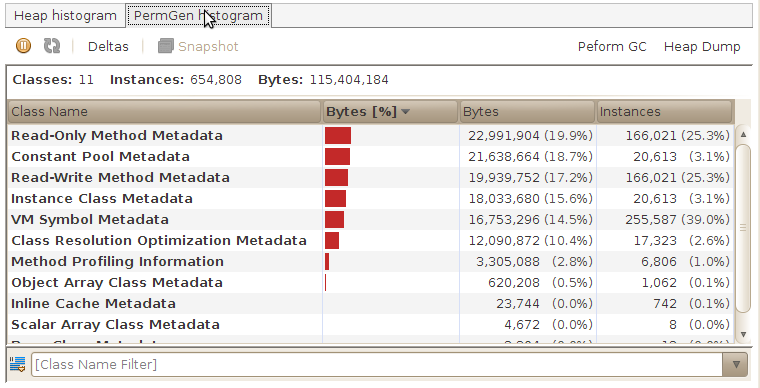 Heap histogram PermGen histogram
Deltas Snapshot Peform GC Heap Dump
Classes: 11 Instances: 654,808 Bytes: 115,404,184
Class Name Bytes [%] Bytes Instances
Read-Only Method Metadata 22,991,904 (19.9%) 166,021 (25.3%)
Constant Pool Metadata 21,638,664 (18.7%) 20,613 (3.1%)
Read-Write Method Metadata 19,939,752 (17.2%) 166,021 (25.3%)
Instance Class Metadata 18,033,680 (15.6%) 20,613 (3.1%)
VM Symbol Metadata 16,753,296 (14.5%) 255,587 (39.0%)
Class Resolution Optimization Metadata 12,090,872 (10.4%) 17,323 (2.6%)
Method Profiling Information 3,305,088 (2.8%) 6,806 (1.0%)
Object Array Class Metadata 620,208 (0.5%) 1,062 (0.1%)
Inline Cache Metadata 23,744 (0.0%) 742 (0.1%)
Scalar Array Class Metadata 4,672 (0.0%) 8 (0.0%)
[Class Name Filter]